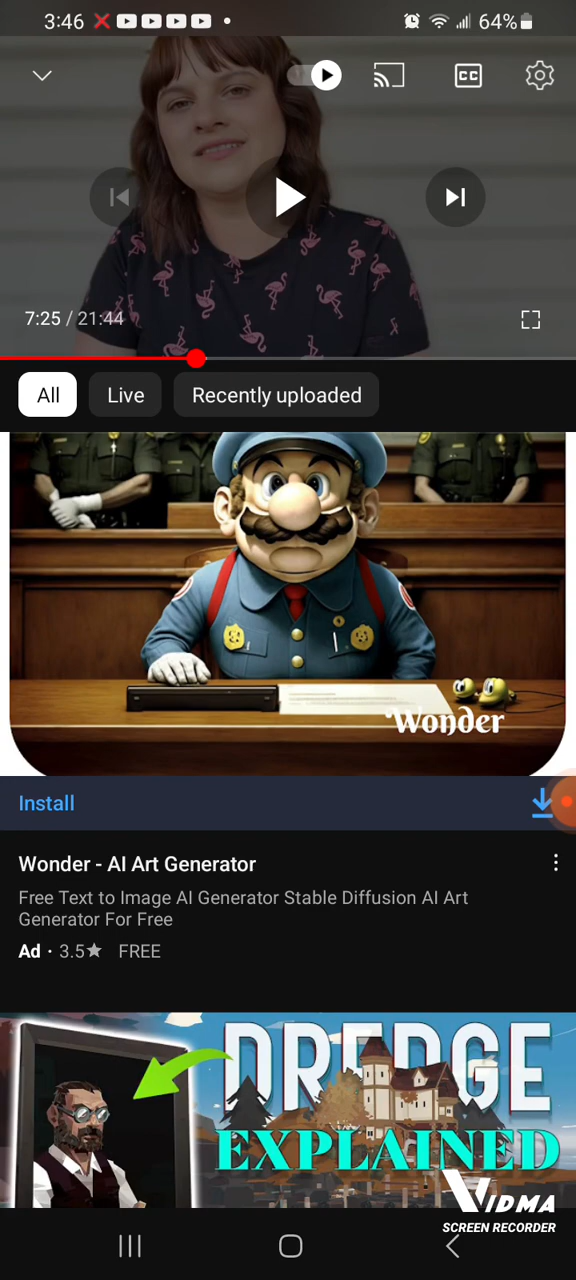 3:46
64%
CC
7:25 / 21:44
All
Live
Recently uploaded
Wonder
Install
Wonder - AI Art Generator
Free Text to Image AI Generator Stable Diffusion AI Art
Generator For Free
Ad · 3.5★ FREE
DREDGE
EXPLAINED
VIDMA
SCREEN RECORDER